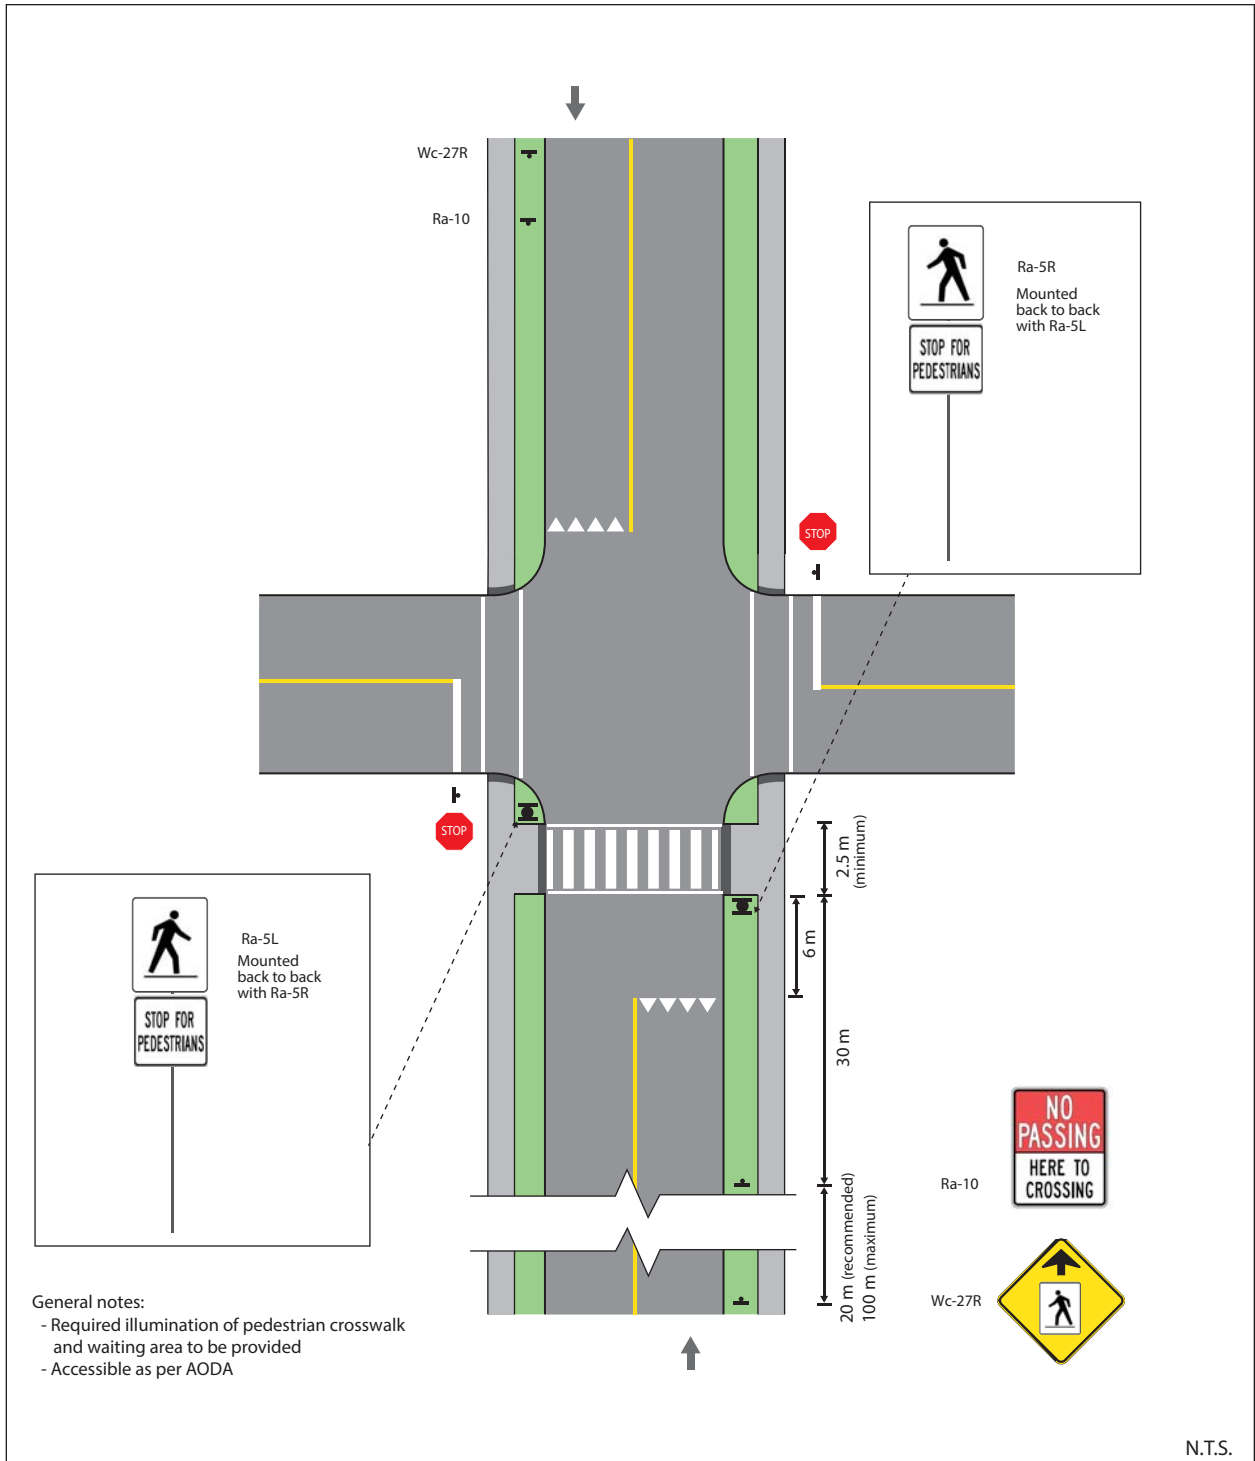 Wc-27R
Ra-10
Ra-5R
Mounted
back to back
with Ra-5L
STOP FOR
PEDESTRIANS
STOP
STOP
2.5 m
(minimum)
6 m
30 m
Ra-5L
Mounted
back to back
with Ra-5R
STOP FOR
PEDESTRIANS
20 m (recommended)
100 m (maximum)
Ra-10
NO
PASSING
HERE TO
CROSSING
Wc-27R
General notes:
- Required illumination of pedestrian crosswalk
and waiting area to be provided
- Accessible as per AODA
N.T.S.